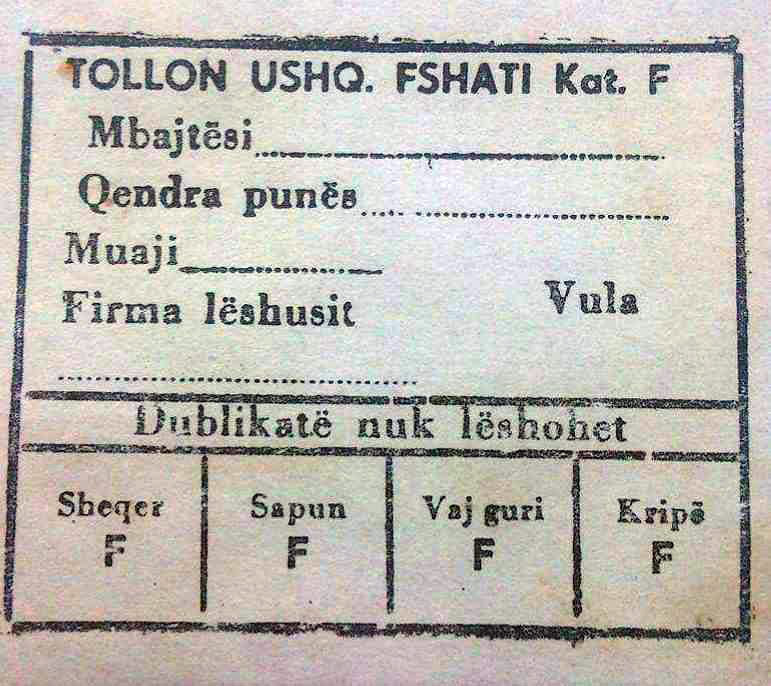 TOLLON USHQ. FSHATI Kat. F
Mbajtësi
Qendra punës
Muaji
Firma lëshusit Vula
Dublikatë nuk lëshohet
Sheqer Sapun Vaj guri Kripë
F F F F